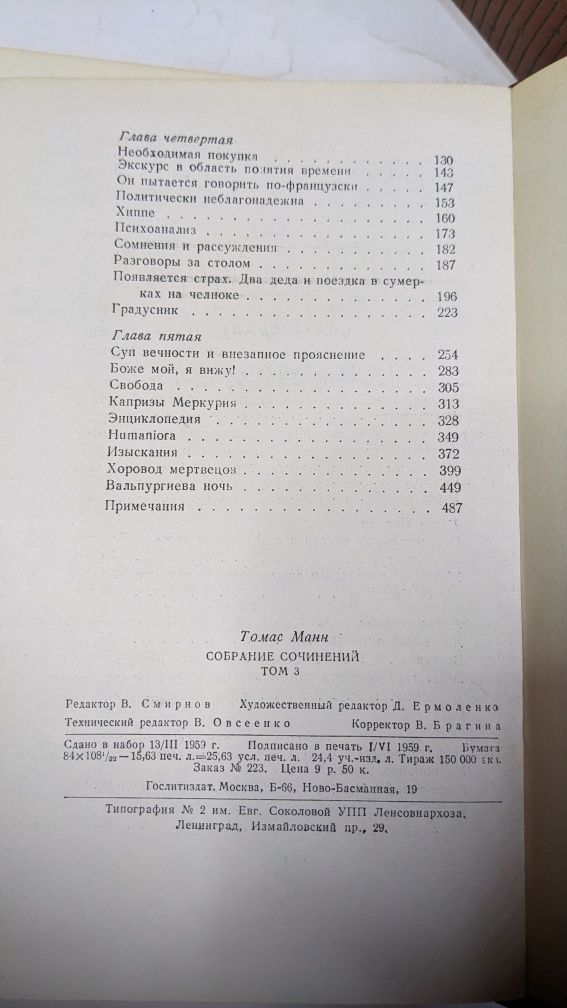 Глава четвертая
Необходимая покупка . . . . . . . . . . 130
Экскурс в область понятия времени . . . . . 143
Он пытается говорить по-французски . . . . . 147
Политически неблагонадежна . . . . . . . . 153
Хиппе . . . . . . . . . . . . . . . . . 160
Психоанализ . . . . . . . . . . . . . . 173
Сомнения и рассуждения . . . . . . . . . 182
Разговоры за столом . . . . . . . . . . . 187
Появляется страх. Два деда и поездка в сумер-
ках на челноке . . . . . . . . . . . . 196
Градусник . . . . . . . . . . . . . . . 223
Глава пятая
Суп вечности и внезапное прояснение . . . . 254
Боже мой, я вижу! . . . . . . . . . . . . 283
Свобода . . . . . . . . . . . . . . . . 305
Капризы Меркурия . . . . . . . . . . . . 313
Энциклопедия . . . . . . . . . . . . . . 328
Humaniora . . . . . . . . . . . . . . . 349
Изыскания . . . . . . . . . . . . . . . 372
Хоровод мертвецов . . . . . . . . . . . . 399
Вальпургиева ночь . . . . . . . . . . . . 449
Примечания . . . . . . . . . . . . . . . 487
Томас Манн
СОБРАНИЕ СОЧИНЕНИЙ
ТОМ 3
Редактор В. Смирнов Художественный редактор Д. Ермоленко
Технический редактор В. Овсеенко Корректор В. Брагина
Сдано в набор 13/III 1959 г. Подписано в печать I/VI 1959 г. Бумага
84×108¹/₃₂—15,63 печ. л.=25,63 усл. печ. л. 24,4 уч.-изд. л. Тираж 150 000 экз.
Заказ № 223. Цена 9 р. 50 к.
Гослитиздат. Москва, Б-66, Ново-Басманная, 19
Типография № 2 им. Евг. Соколовой УПП Ленсовнархоза.
Ленинград, Измайловский пр., 29.